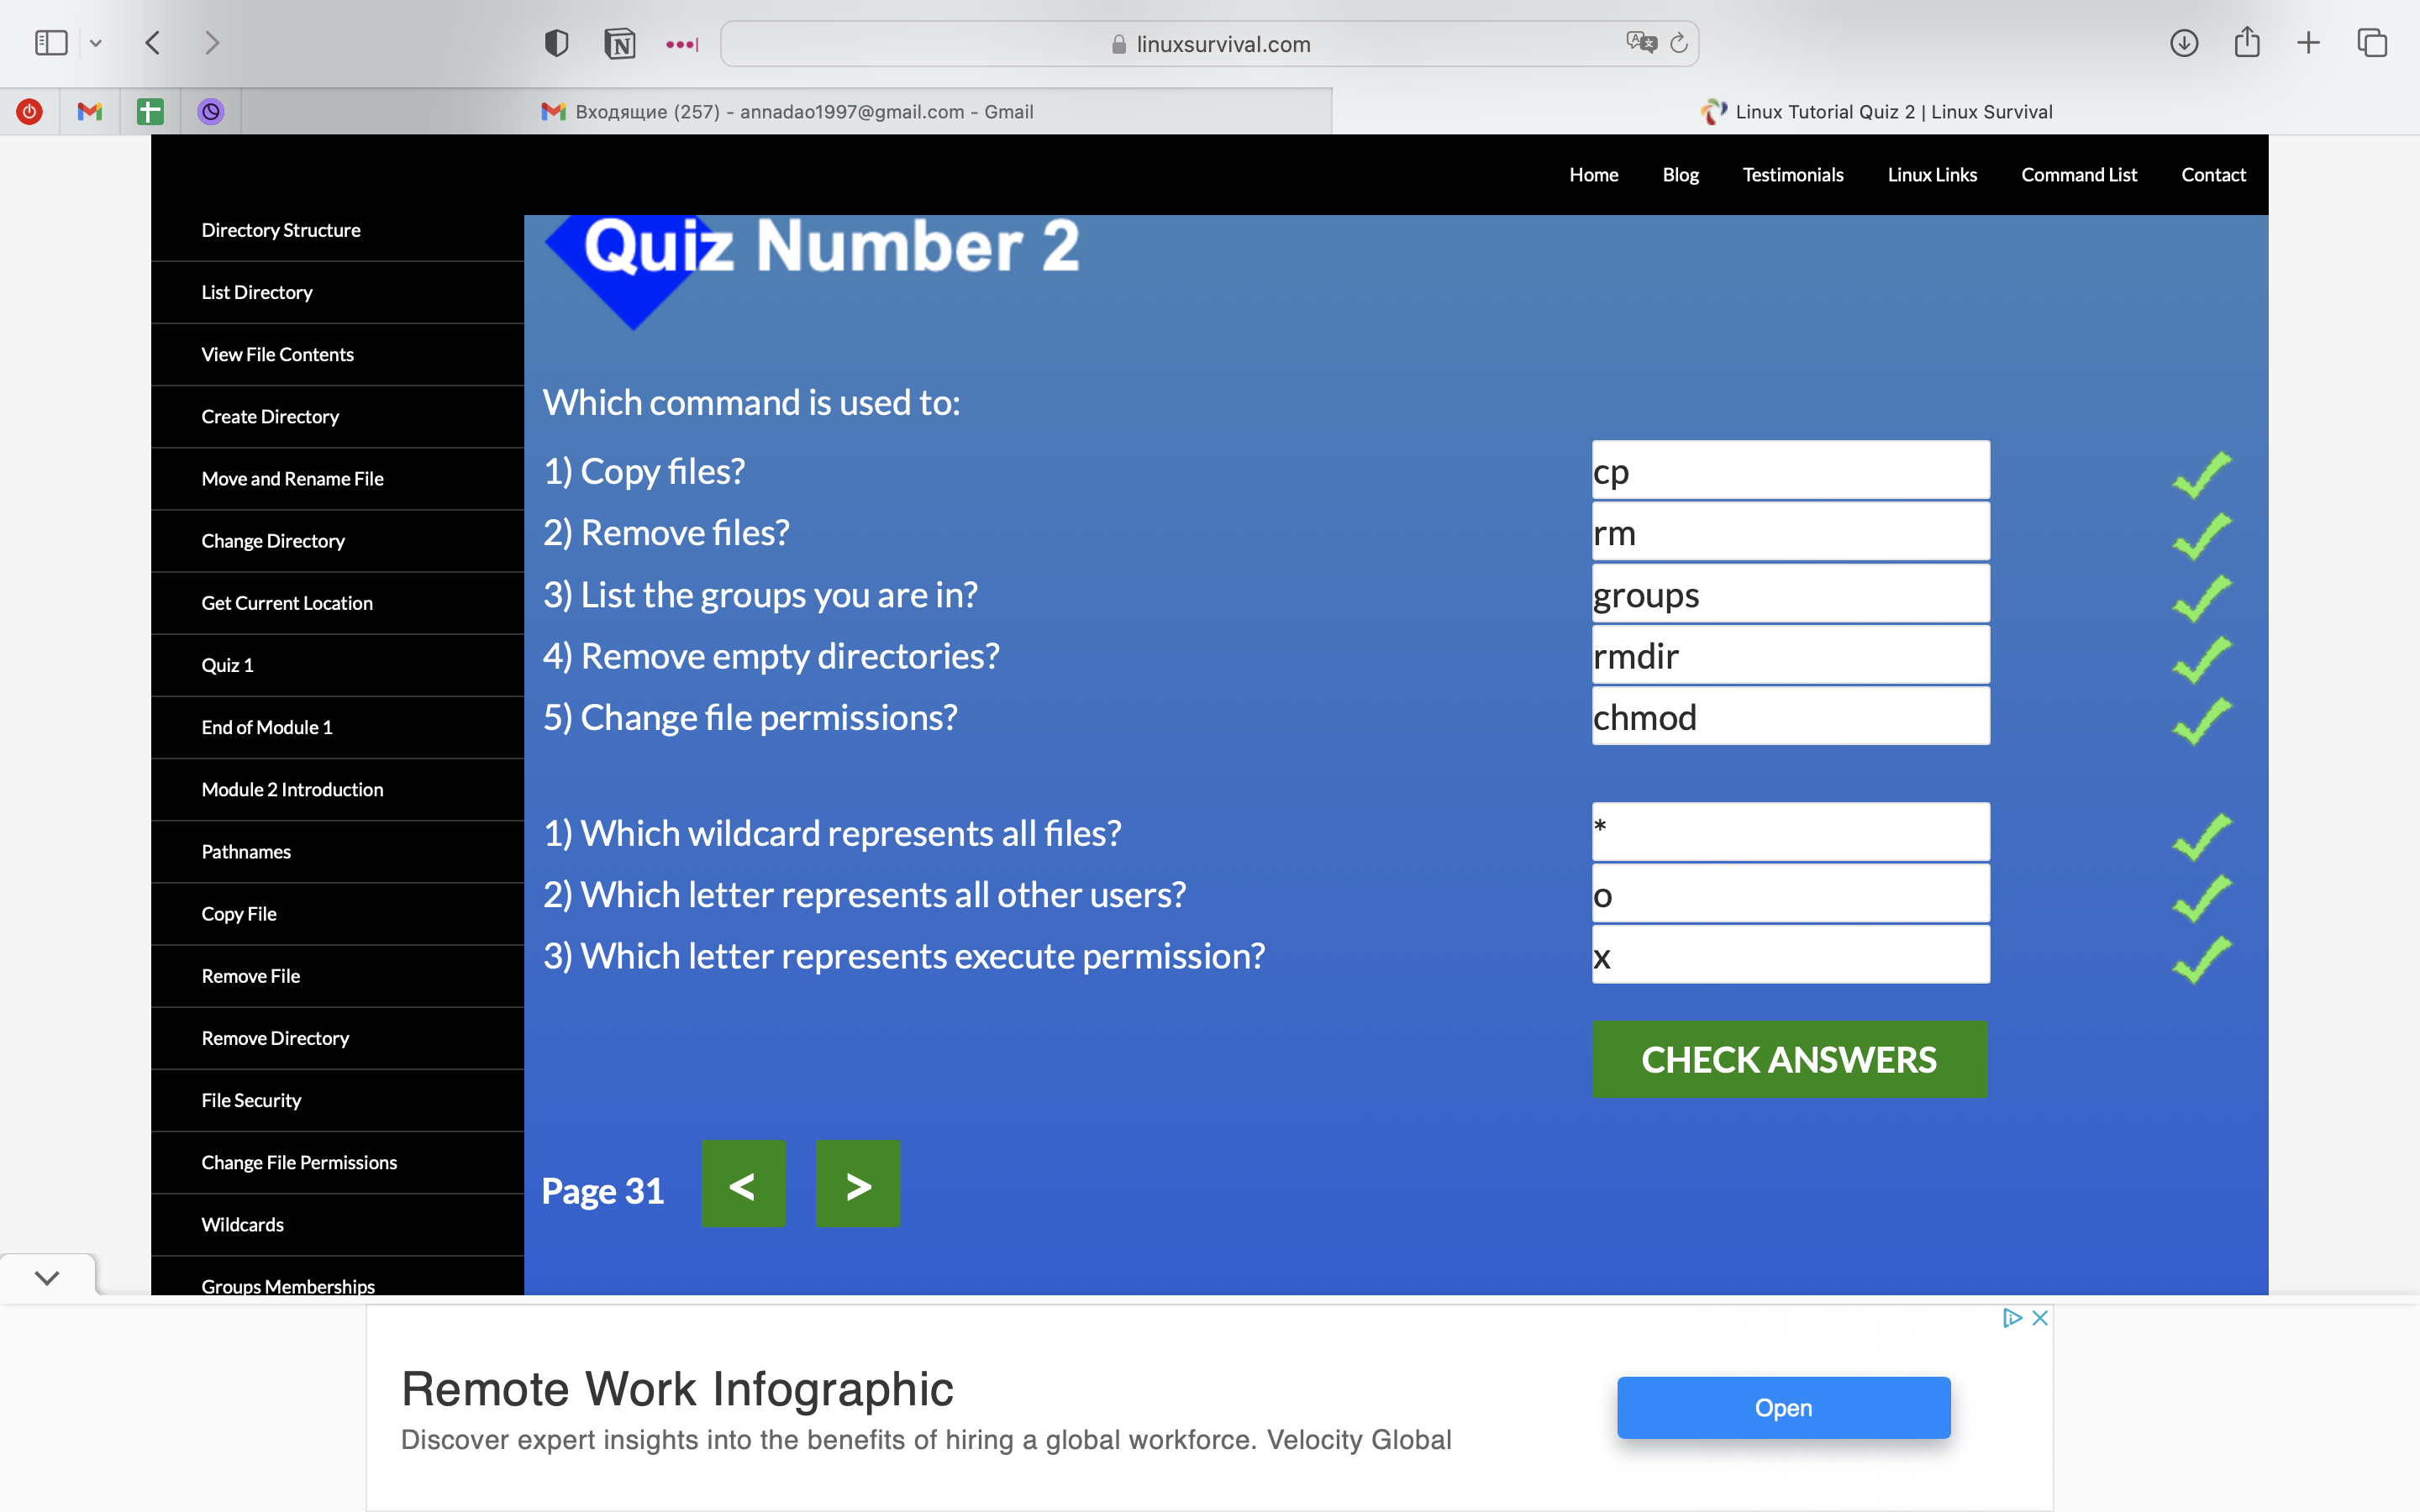 linuxsurvival.com
Входящие (257) - annadao1997@gmail.com - Gmail
Linux Tutorial Quiz 2 | Linux Survival
Home Blog Testimonials Linux Links Command List Contact
Directory Structure
List Directory
View File Contents
Create Directory
Move and Rename File
Change Directory
Get Current Location
Quiz 1
End of Module 1
Module 2 Introduction
Pathnames
Copy File
Remove File
Remove Directory
File Security
Change File Permissions
Wildcards
Groups Memberships
Quiz Number 2
Which command is used to:
1) Copy files? cp
2) Remove files? rm
3) List the groups you are in? groups
4) Remove empty directories? rmdir
5) Change file permissions? chmod
1) Which wildcard represents all files? *
2) Which letter represents all other users? o
3) Which letter represents execute permission? x
CHECK ANSWERS
Page 31 < >
Remote Work Infographic
Discover expert insights into the benefits of hiring a global workforce. Velocity Global
Open